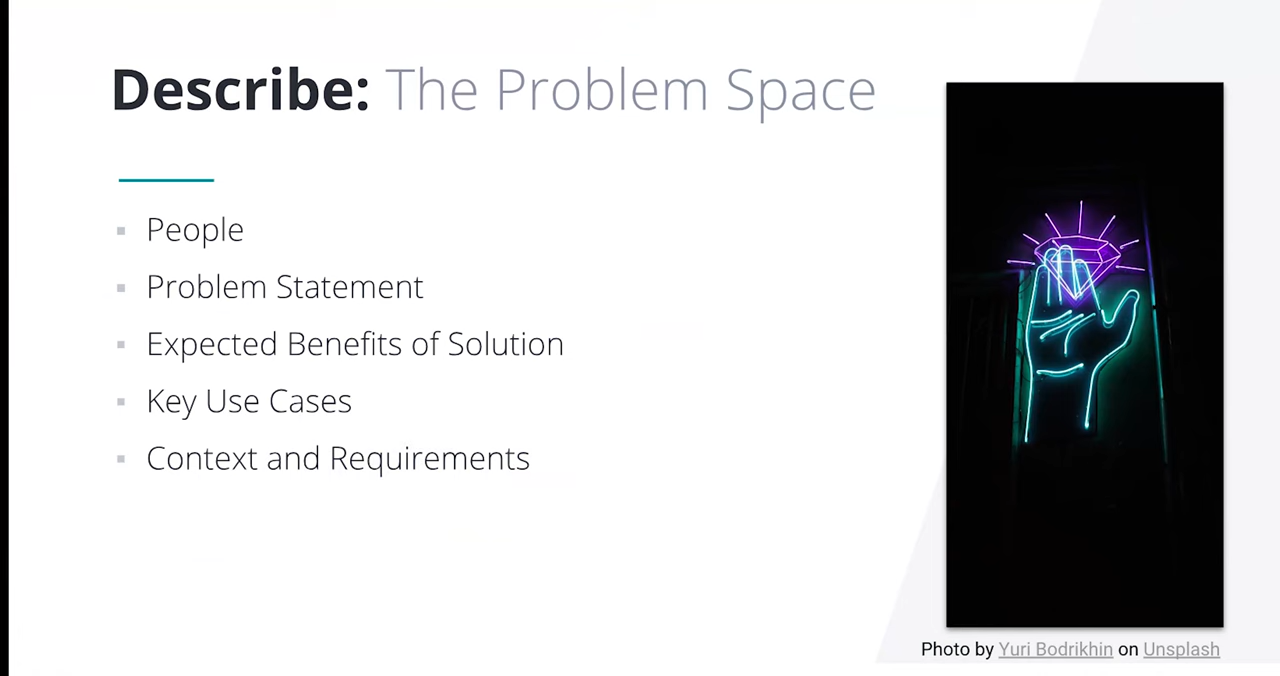 Describe: The Problem Space
People
Problem Statement
Expected Benefits of Solution
Key Use Cases
Context and Requirements
Photo by Yuri Bodrikhin on Unsplash